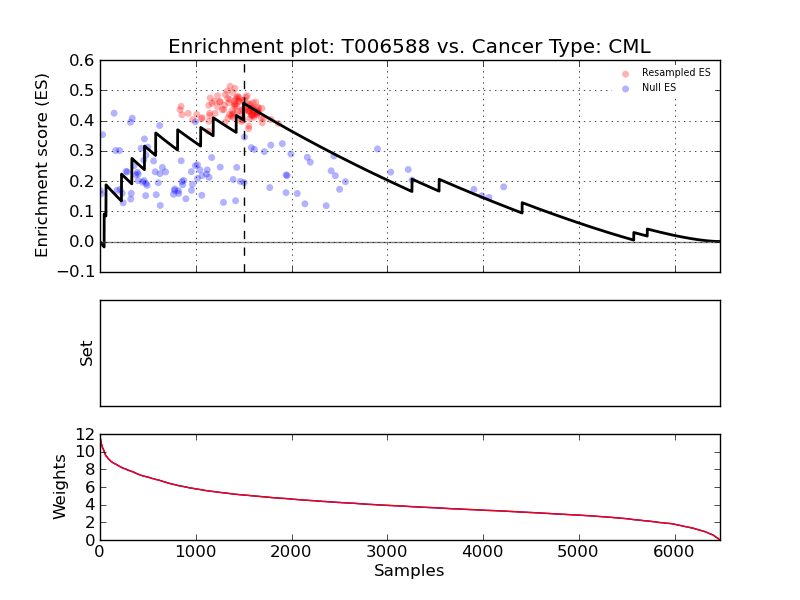 Enrichment plot: T006588 vs. Cancer Type: CML
Enrichment score (ES)
0.6
0.5
0.4
0.3
0.2
0.1
0.0
−0.1
Resampled ES
Null ES
Set
Weights
12
10
8
6
4
2
0
0 1000 2000 3000 4000 5000 6000
Samples